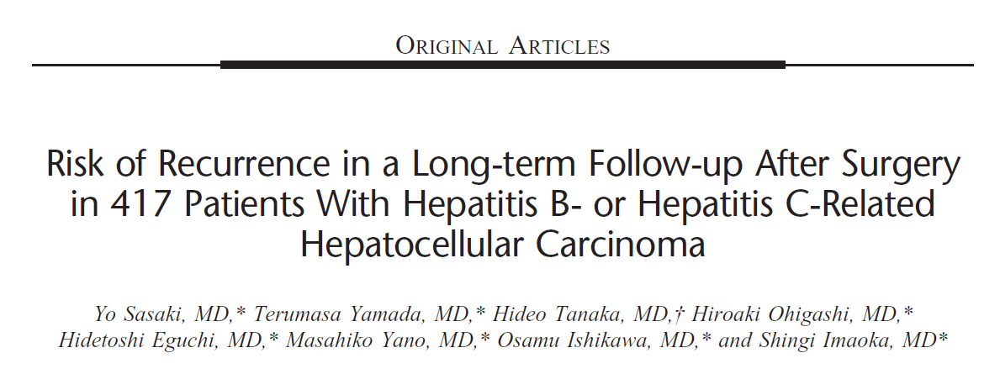 ORIGINAL ARTICLES
Risk of Recurrence in a Long-term Follow-up After Surgery
in 417 Patients With Hepatitis B- or Hepatitis C-Related
Hepatocellular Carcinoma
Yo Sasaki, MD,* Terumasa Yamada, MD,* Hideo Tanaka, MD,† Hiroaki Ohigashi, MD,*
Hidetoshi Eguchi, MD,* Masahiko Yano, MD,* Osamu Ishikawa, MD,* and Shingi Imaoka, MD*